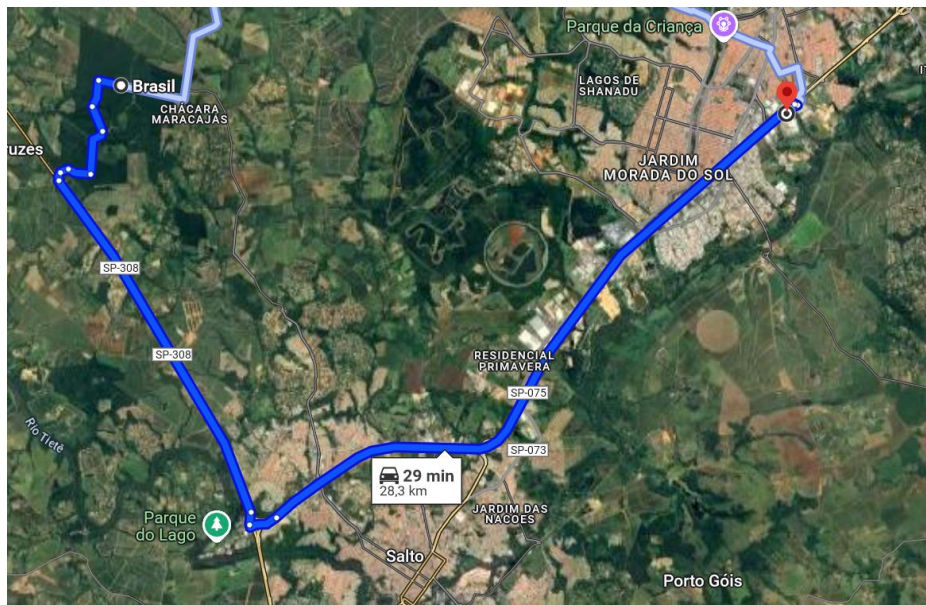 Parque da Criança
LAGOS DE
SHANADU
Brasil
CHÁCARA
MARACAJÁS
uzes
JARDIM
MORADA DO SOL
SP-308
SP-308
RESIDENCIAL
PRIMAVERA
SP-075
Rio Tietê
SP-073
29 min
28,3 km
Parque
do Lago
JARDIM DAS
NACOES
Salto
Porto Góis